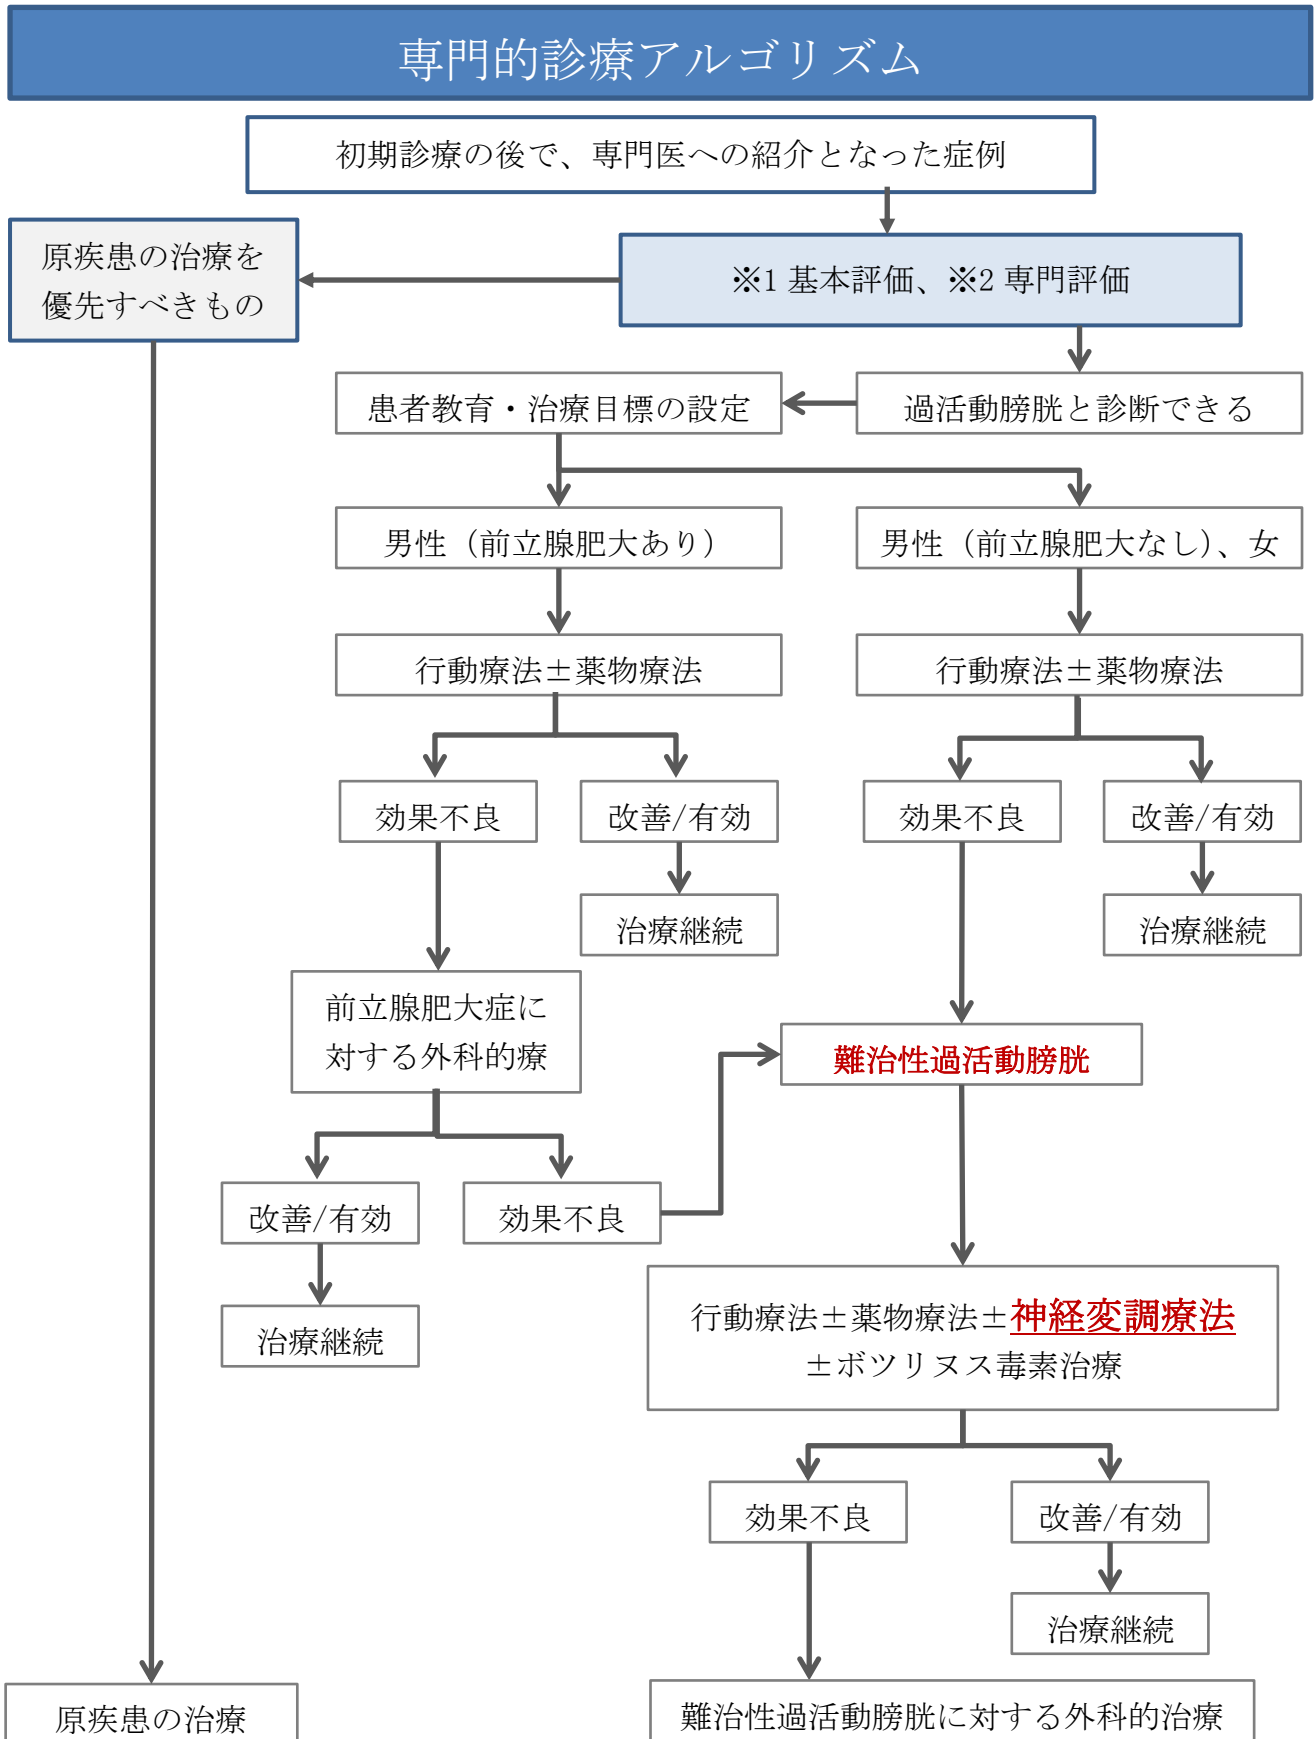 専門的診療アルゴリズム
初期診療の後で、専門医への紹介となった症例
原疾患の治療を
優先すべきもの
※1 基本評価、※2 専門評価
患者教育・治療目標の設定
過活動膀胱と診断できる
男性（前立腺肥大あり）
男性（前立腺肥大なし）、女
行動療法±薬物療法
行動療法±薬物療法
効果不良
改善/有効
効果不良
改善/有効
治療継続
治療継続
前立腺肥大症に
対する外科的療
難治性過活動膀胱
改善/有効
効果不良
治療継続
行動療法±薬物療法±神経変調療法
±ボツリヌス毒素治療
効果不良
改善/有効
治療継続
原疾患の治療
難治性過活動膀胱に対する外科的治療